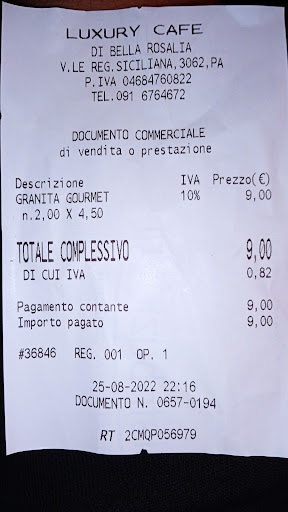 LUXURY CAFE
DI BELLA ROSALIA
V.LE REG.SICILIANA,3062,PA
P.IVA 04684760822
TEL.091 6764672
DOCUMENTO COMMERCIALE
di vendita o prestazione
Descrizione IVA Prezzo(€)
GRANITA GOURMET 10% 9,00
n.2,00 X 4,50
TOTALE COMPLESSIVO 9,00
DI CUI IVA 0,82
Pagamento contante 9,00
Importo pagato 9,00
#36846 REG. 001 OP. 1
25-08-2022 22:16
DOCUMENTO N. 0657-0194
RT 2CMQP056979